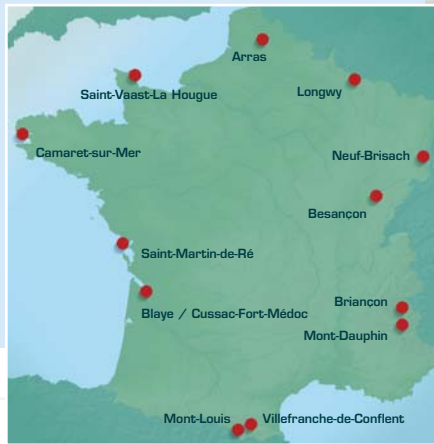 Arras
Saint-Vaast-La Hougue
Longwy
Camaret-sur-Mer
Neuf-Brisach
Besançon
Saint-Martin-de-Ré
Briançon
Blaye / Cussac-Fort-Médoc
Mont-Dauphin
Mont-Louis
Villefranche-de-Conflent